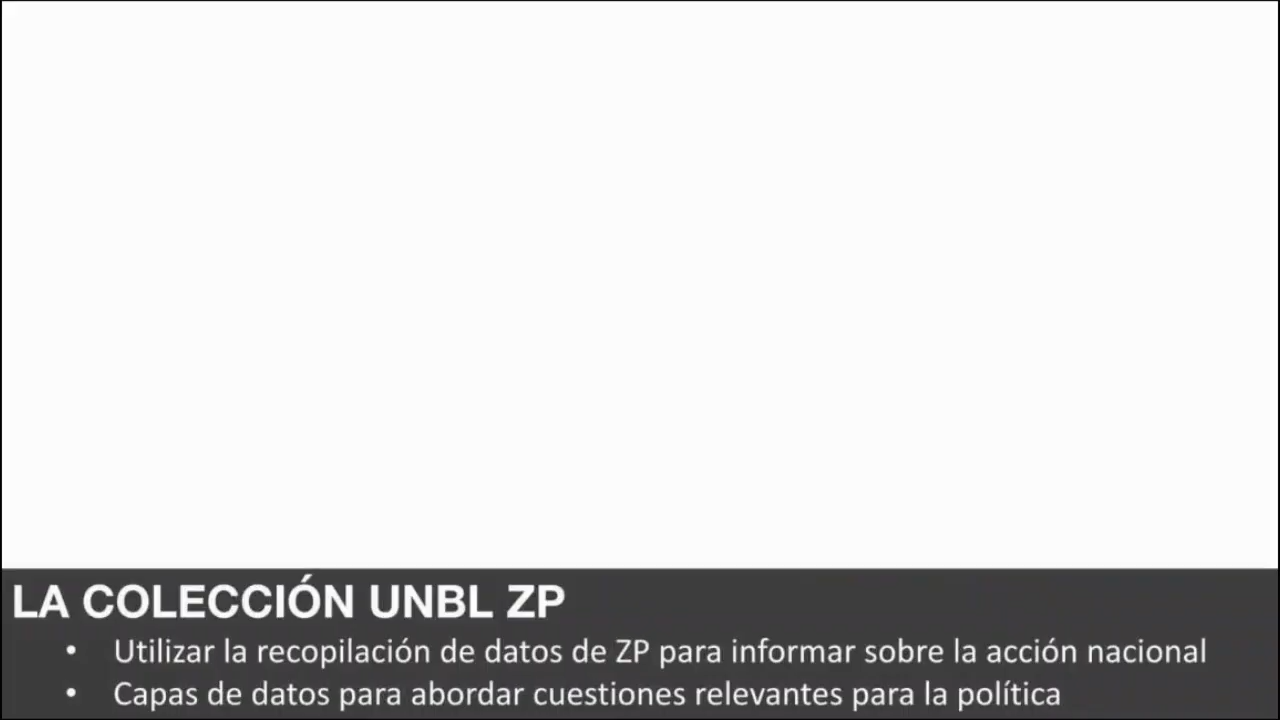 LA COLECCIÓN UNBL ZP
• Utilizar la recopilación de datos de ZP para informar sobre la acción nacional
• Capas de datos para abordar cuestiones relevantes para la política